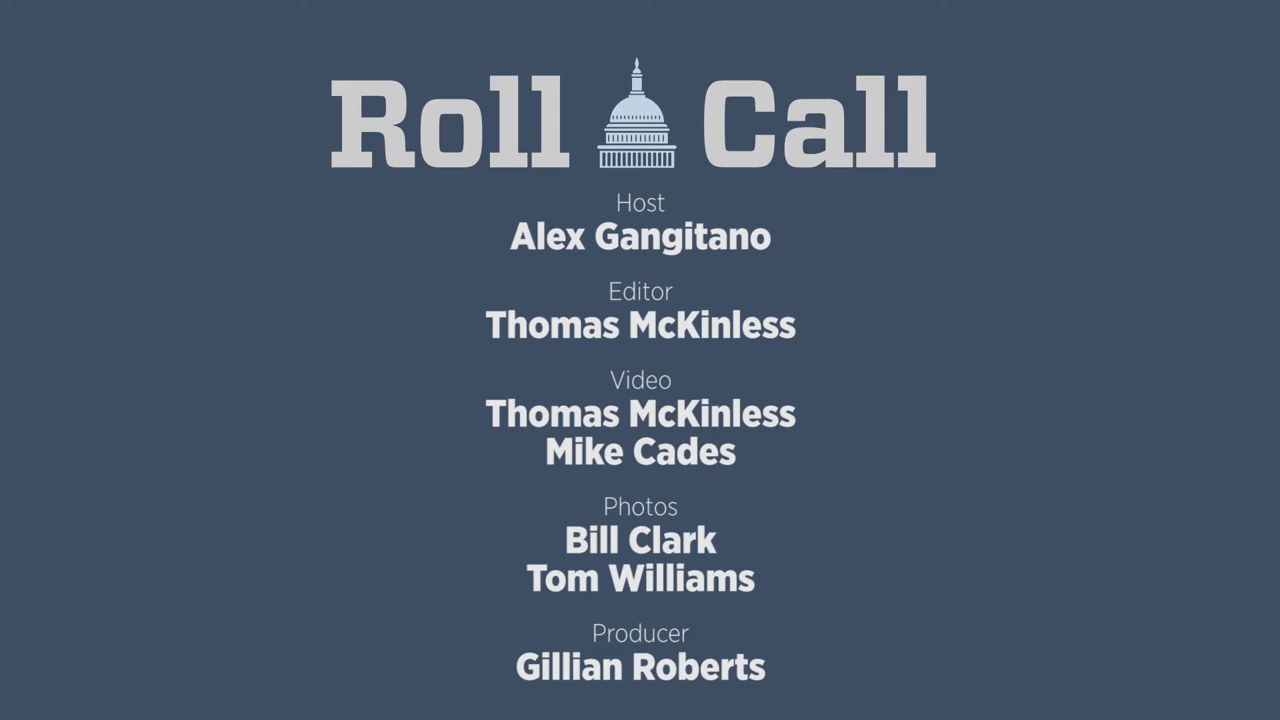 Roll Call
Host
Alex Gangitano
Editor
Thomas McKinless
Video
Thomas McKinless
Mike Cades
Photos
Bill Clark
Tom Williams
Producer
Gillian Roberts